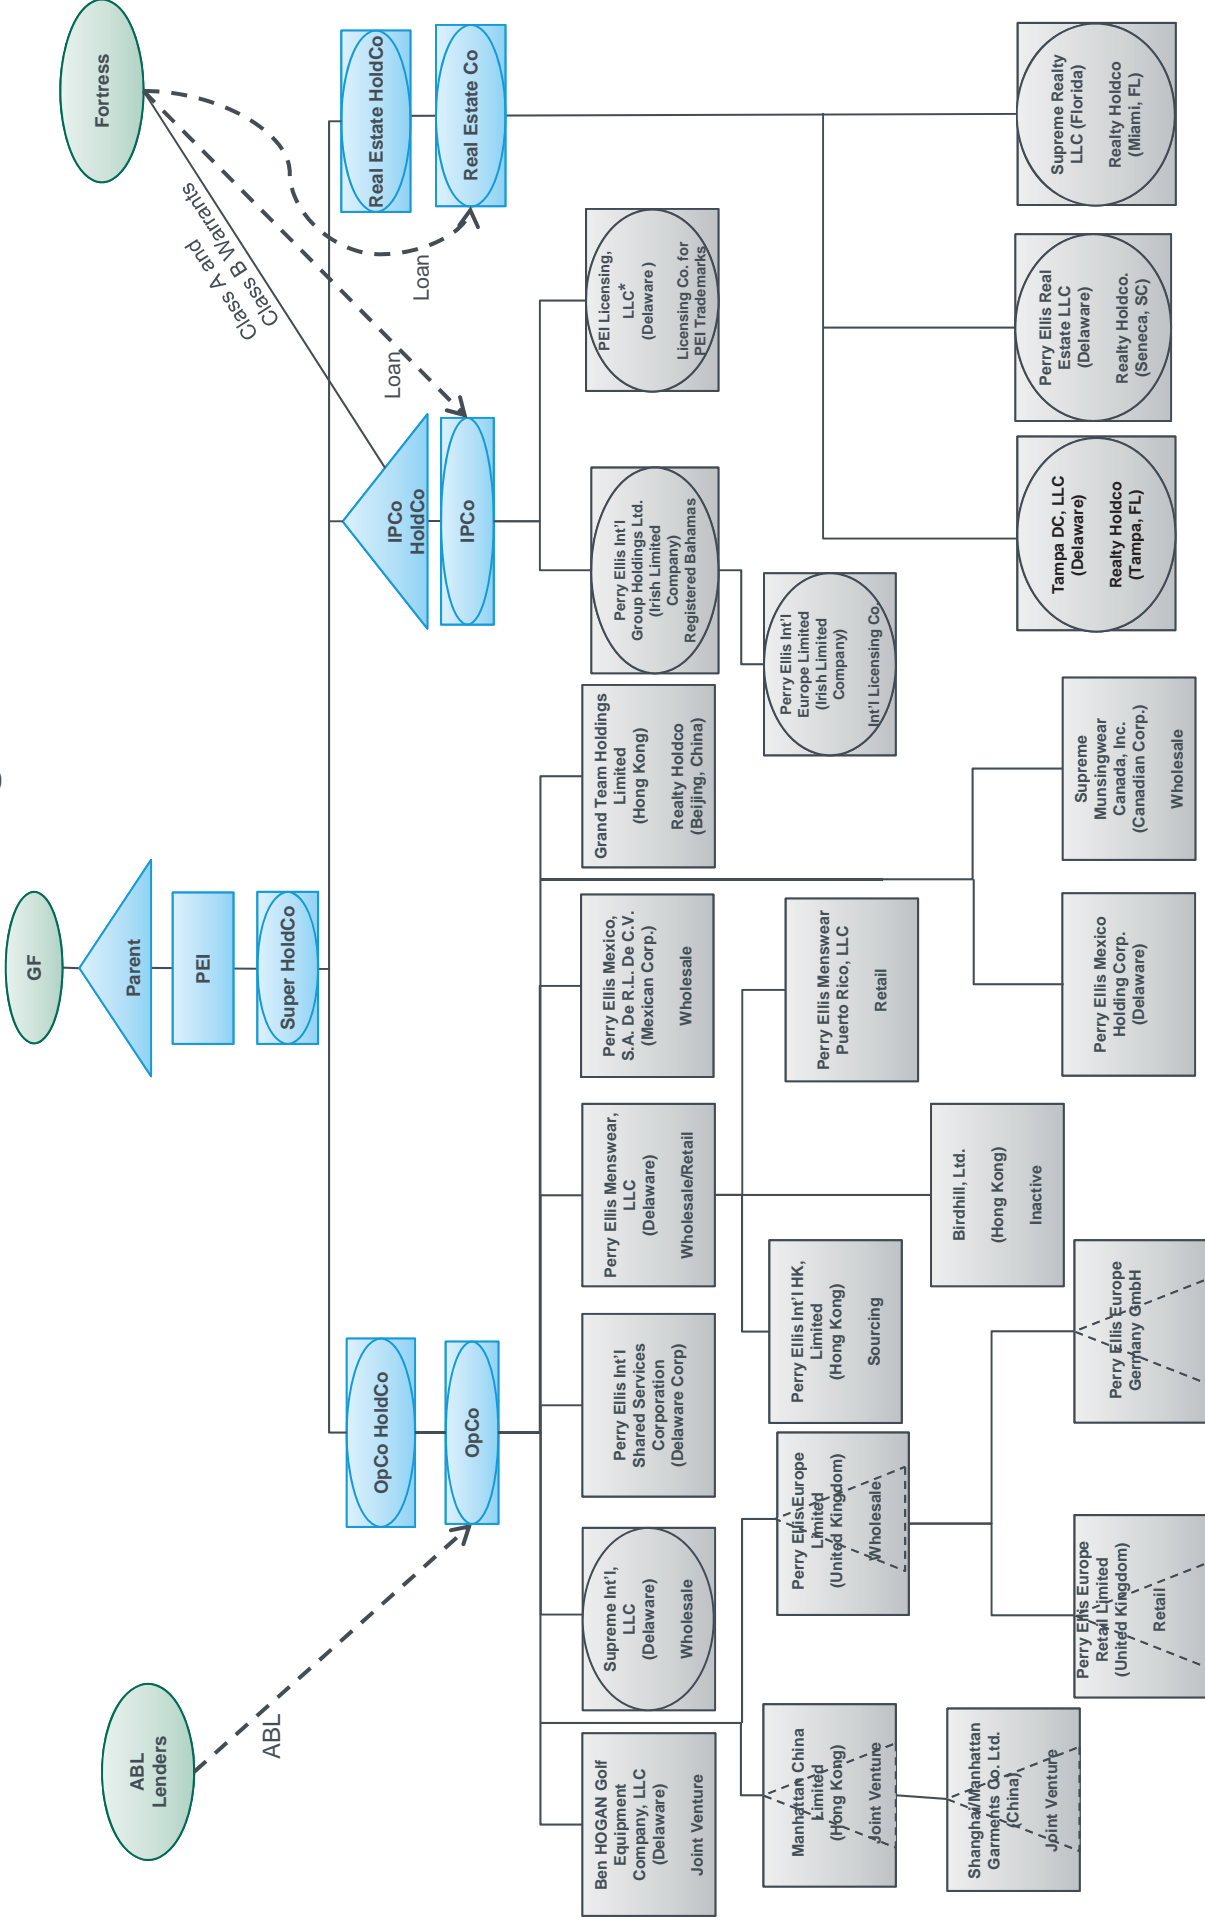 GF
Parent
PEI
Super HoldCo
ABL
Lenders
ABL
Fortress
Class A and
Class B Warrants
Loan
Loan
OpCo HoldCo
OpCo
IPCo
HoldCo
IPCo
Real Estate HoldCo
Real Estate Co
Ben HOGAN Golf
Equipment
Company, LLC
(Delaware)
Joint Venture
Supreme Int'l,
LLC
(Delaware)
Wholesale
Perry Ellis Int'l
Shared Services
Corporation
(Delaware Corp)
Perry Ellis Menswear,
LLC
(Delaware)
Wholesale/Retail
Perry Ellis Mexico,
S.A. De R.L. De C.V.
(Mexican Corp.)
Wholesale
Grand Team Holdings
Limited
(Hong Kong)
Realty Holdco
(Beijing, China)
Perry Ellis Int'l
Group Holdings Ltd.
(Irish Limited
Company)
Registered Bahamas
PEI Licensing,
LLC*
(Delaware )
Licensing Co. for
PEI Trademarks
Manhattan China
Limited
(Hong Kong)
Joint Venture
Perry Ellis Europe
Limited
(United Kingdom)
Wholesale
Perry Ellis Int'l HK,
Limited
(Hong Kong)
Sourcing
Perry Ellis Menswear
Puerto Rico, LLC
Retail
Perry Ellis Int'l
Europe Limited
(Irish Limited
Company)
Int'l Licensing Co.
Shanghai/Manhattan
Garments Co. Ltd.
(China)
Joint Venture
Birdhill, Ltd.
(Hong Kong)
Inactive
Perry Ellis Europe
Retail Limited
(United Kingdom)
Retail
Perry Ellis Europe
Germany GmbH
Perry Ellis Mexico
Holding Corp.
(Delaware)
Supreme
Munsingwear
Canada, Inc.
(Canadian Corp.)
Wholesale
Tampa DC, LLC
(Delaware)
Realty Holdco
(Tampa, FL)
Perry Ellis Real
Estate LLC
(Delaware)
Realty Holdco.
(Seneca, SC)
Supreme Realty
LLC (Florida)
Realty Holdco
(Miami, FL)